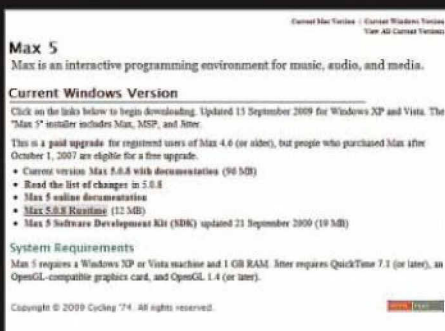 Current Mac Version | Current Windows Version
View All Current Versions
Max 5
Max is an interactive programming environment for music, audio, and media.
Current Windows Version
Click on the links below to begin downloading. Updated 15 September 2009 for Windows XP and Vista. The
"Max 5" installer includes Max, MSP, and Jitter.
This is a paid upgrade for registered users of Max 4.6 (or older), but people who purchased Max after
October 1, 2007 are eligible for a free upgrade.
• Current version Max 5.0.8 with documentation (96 MB)
• Read the list of changes in 5.0.8
• Max 5 online documentation
• Max 5.0.8 Runtime (12 MB)
• Max 5 Software Development Kit (SDK) updated 21 September 2009 (19 MB)
System Requirements
Max 5 requires a Windows XP or Vista machine and 1 GB RAM. Jitter requires QuickTime 7.1 (or later), an
OpenGL-compatible graphics card, and OpenGL 1.4 (or later).
Copyright © 2009 Cycling '74. All rights reserved.